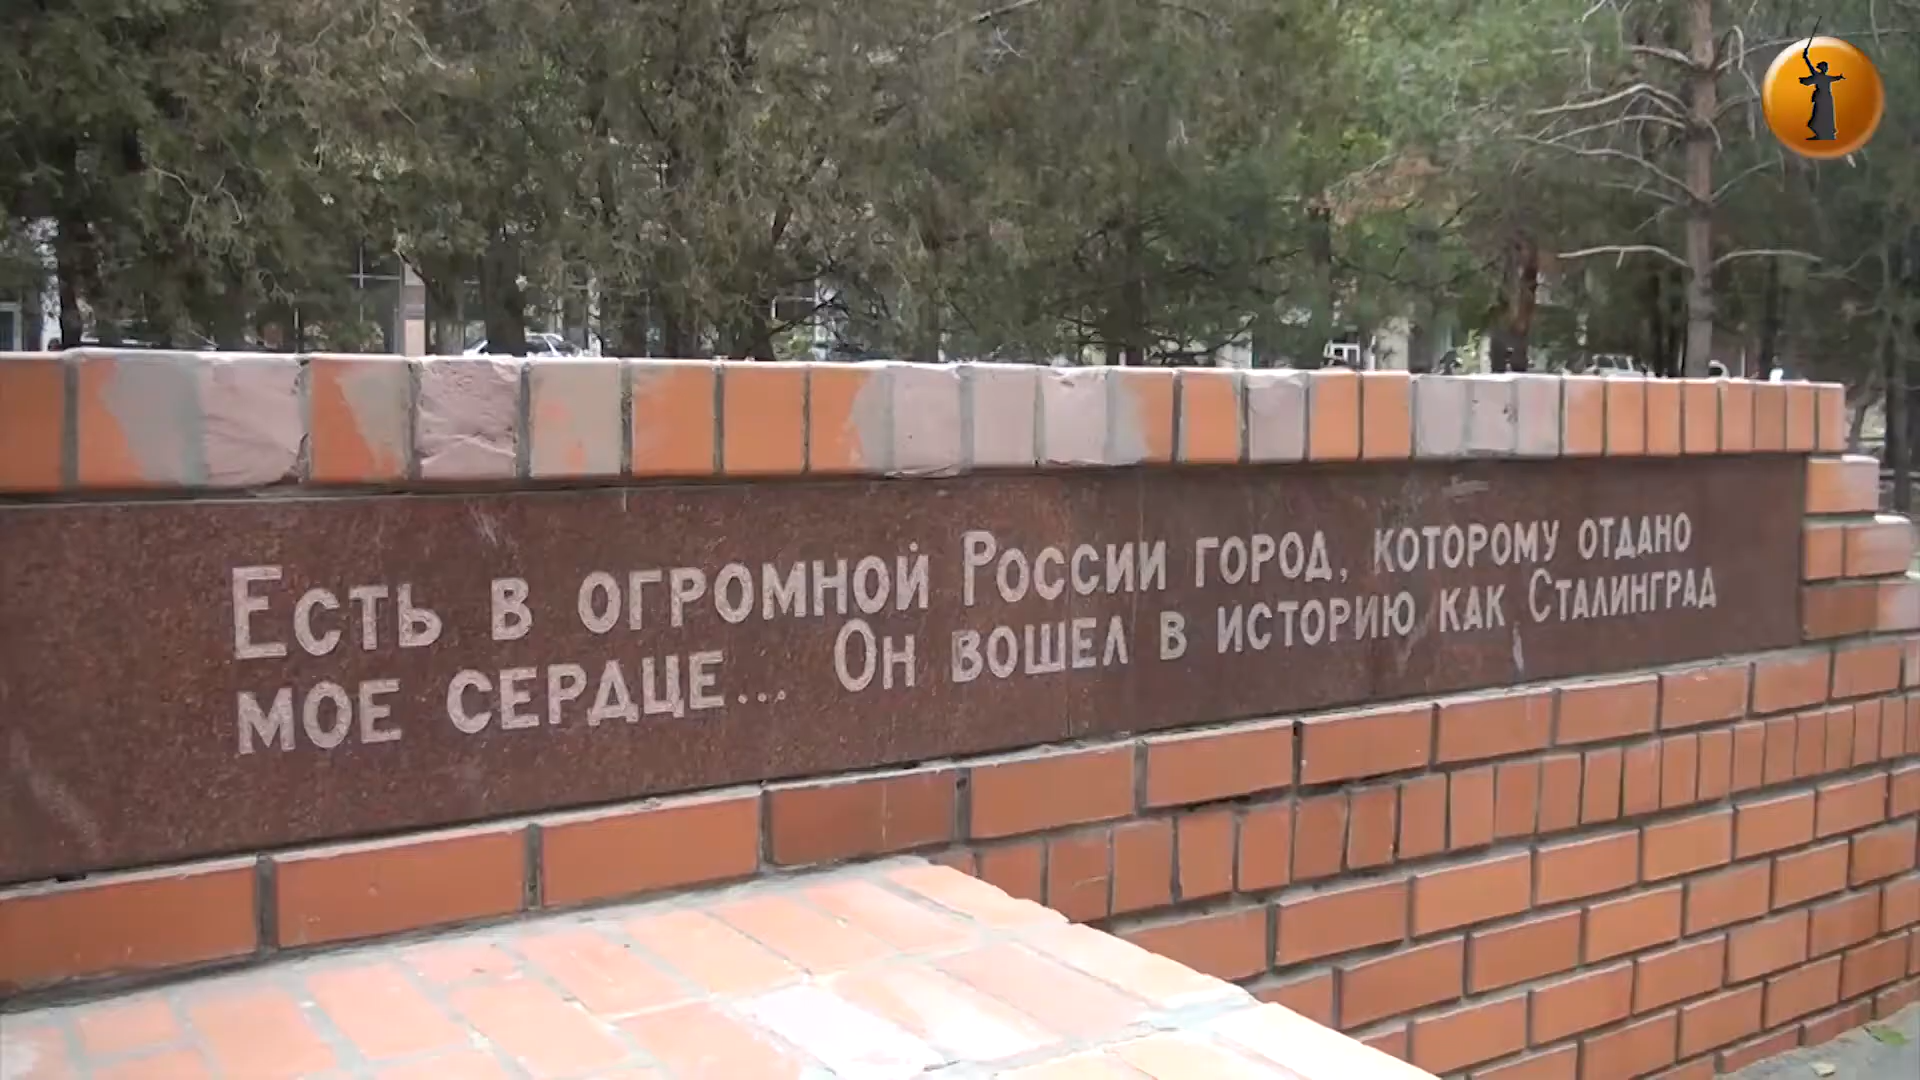 Есть в огромной России город, которому отдано
мое сердце... Он вошел в историю как Сталинград